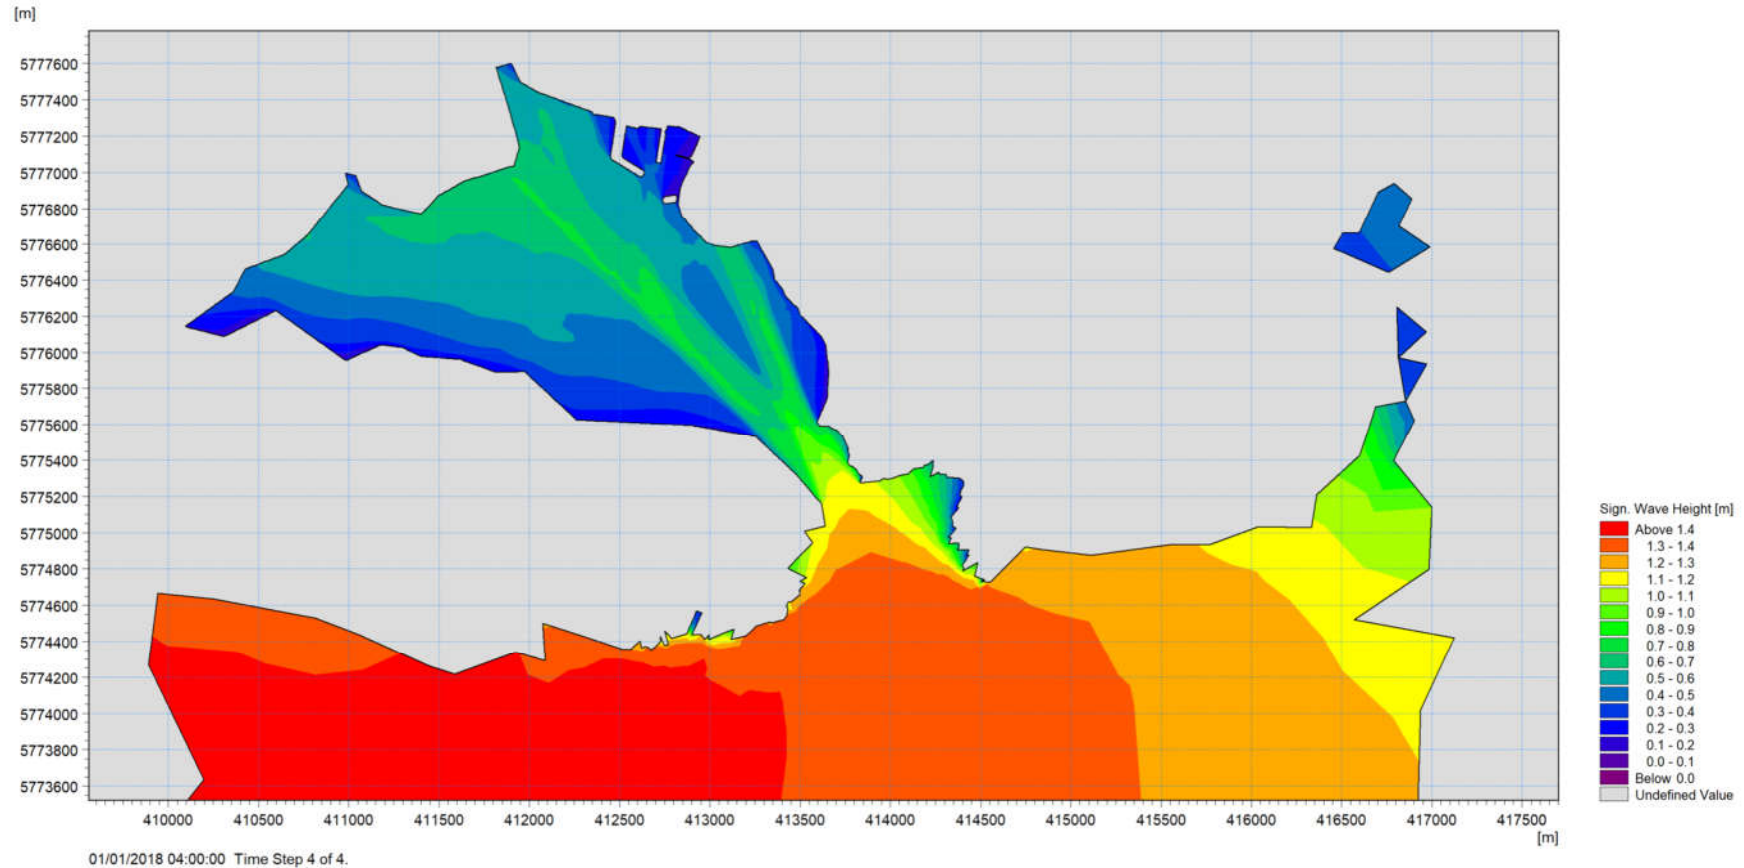 [m]
5777600
5777400
5777200
5777000
5776800
5776600
5776400
5776200
5776000
5775800
5775600
5775400
5775200
5775000
5774800
5774600
5774400
5774200
5774000
5773800
5773600
410000 410500 411000 411500 412000 412500 413000 413500 414000 414500 415000 415500 416000 416500 417000 417500
[m]
01/01/2018 04:00:00 Time Step 4 of 4.
Sign. Wave Height [m]
Above 1.4
1.3 - 1.4
1.2 - 1.3
1.1 - 1.2
1.0 - 1.1
0.9 - 1.0
0.8 - 0.9
0.7 - 0.8
0.6 - 0.7
0.5 - 0.6
0.4 - 0.5
0.3 - 0.4
0.2 - 0.3
0.1 - 0.2
0.0 - 0.1
Below 0.0
Undefined Value